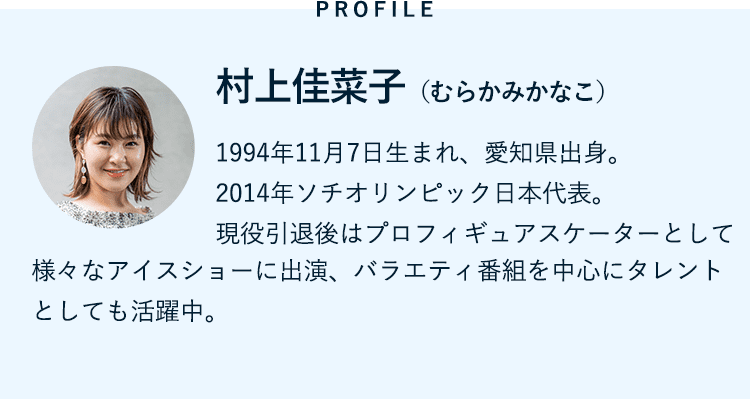 PROFILE
村上佳菜子（むらかみかなこ）
1994年11月7日生まれ、愛知県出身。
2014年ソチオリンピック日本代表。
現役引退後はプロフィギュアスケーターとして
様々なアイスショーに出演、バラエティ番組を中心にタレント
としても活躍中。